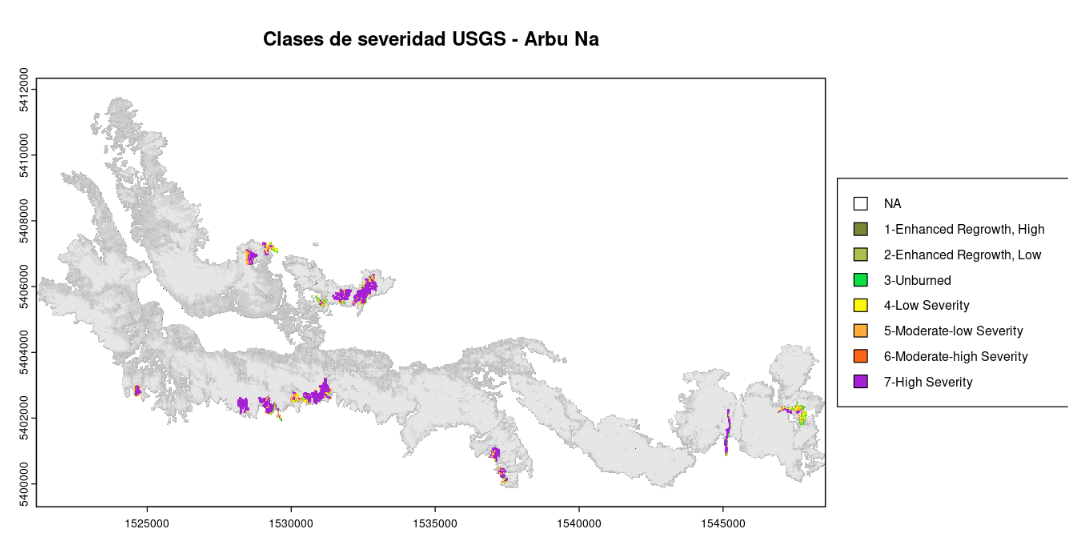 Clases de severidad USGS - Arbu Na
5412000
5410000
5408000
5406000
5404000
5402000
5400000
1525000
1530000
1535000
1540000
1545000
NA
1-Enhanced Regrowth, High
2-Enhanced Regrowth, Low
3-Unburned
4-Low Severity
5-Moderate-low Severity
6-Moderate-high Severity
7-High Severity